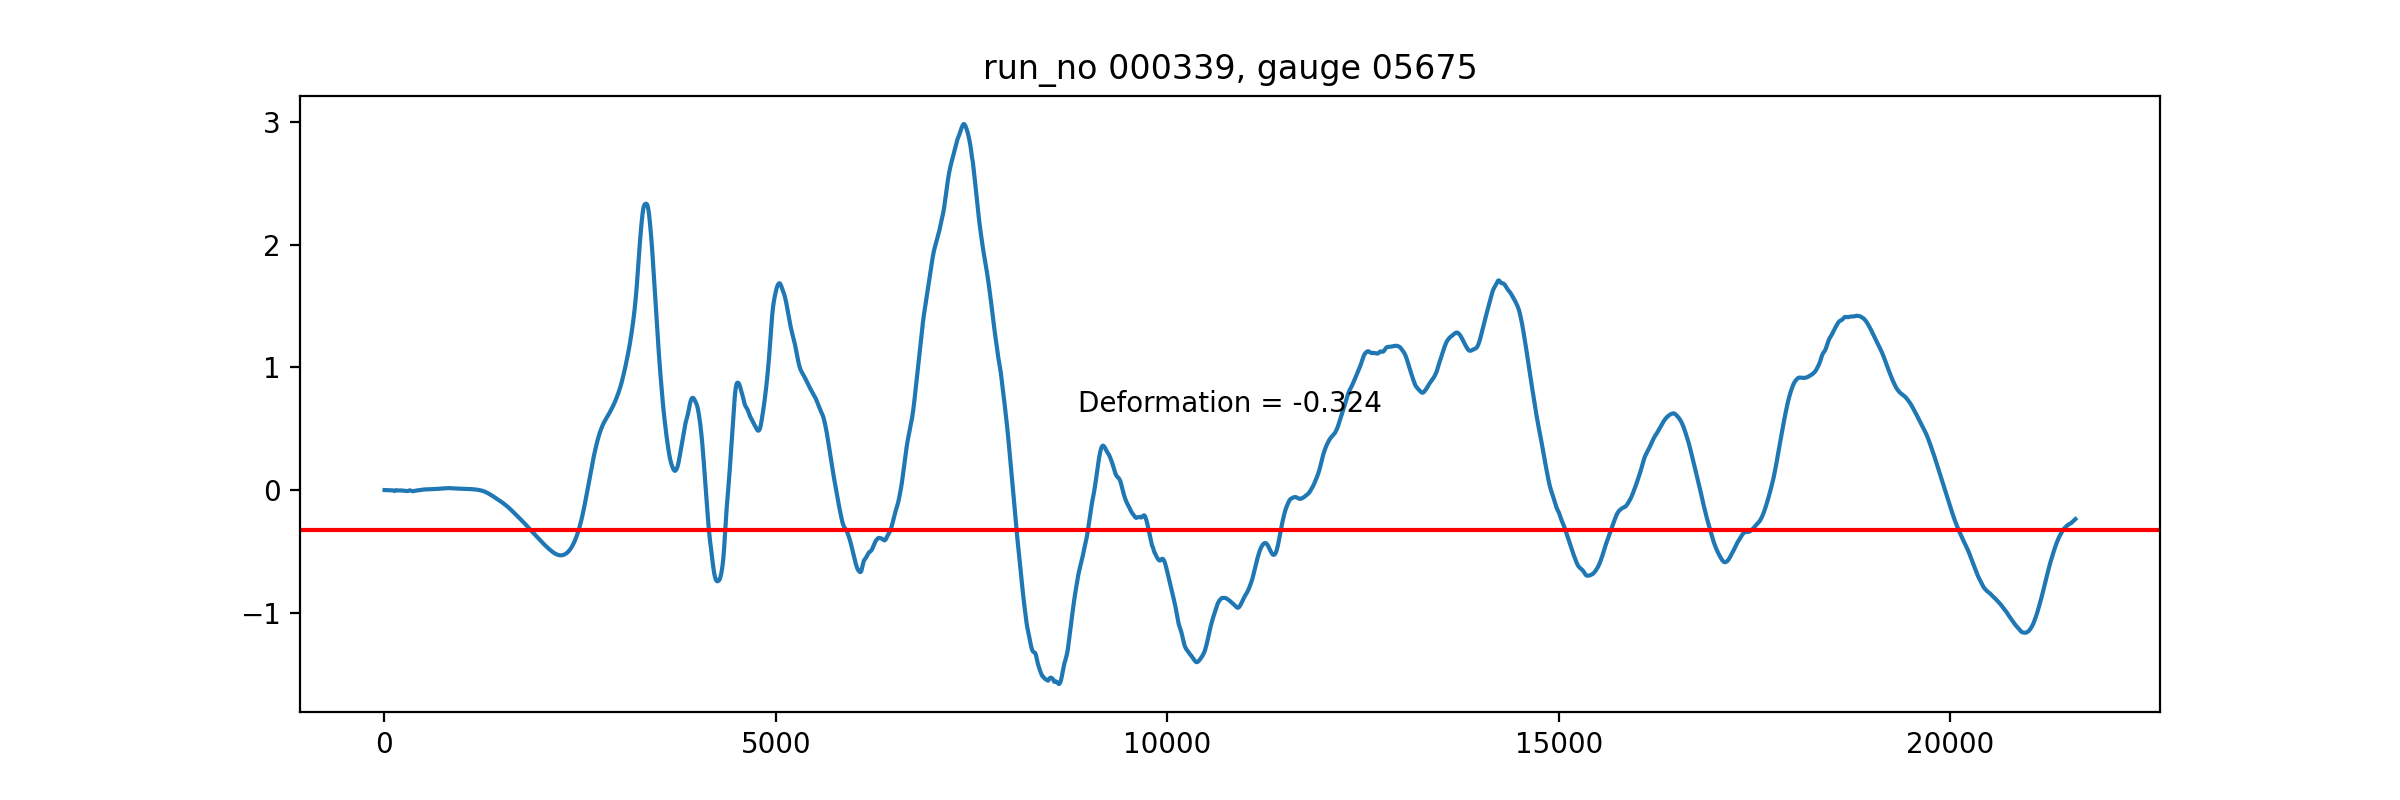 run_no 000339, gauge 05675
3
2
1
0
−1
Deformation = -0.324
0 5000 10000 15000 20000